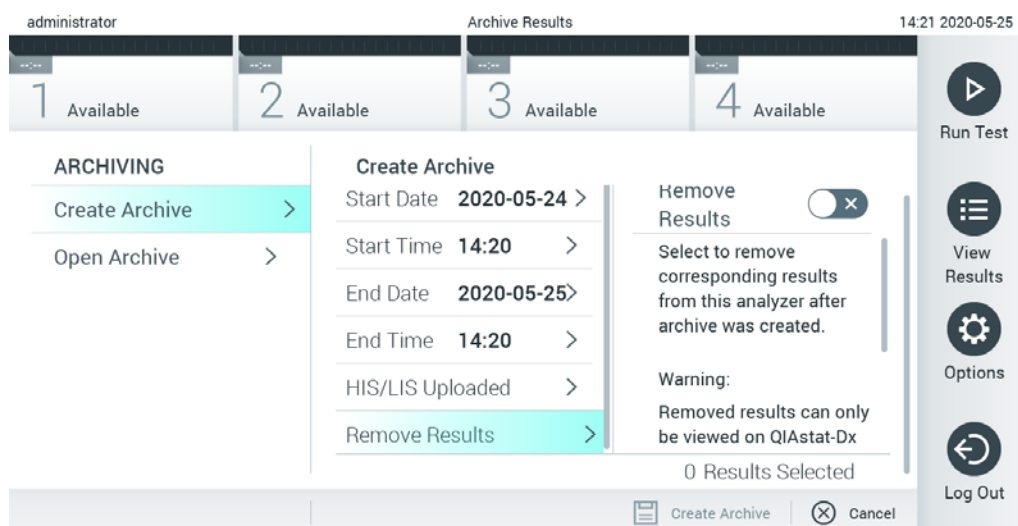 administrator
Archive Results
14:21 2020-05-25
--:--
1 Available
--:--
2 Available
--:--
3 Available
--:--
4 Available
Run Test
View
Results
Options
Log Out
ARCHIVING
Create Archive
Open Archive
Create Archive
Start Date 2020-05-24
Start Time 14:20
End Date 2020-05-25
End Time 14:20
HIS/LIS Uploaded
Remove Results
Remove
Results
Select to remove
corresponding results
from this analyzer after
archive was created.
Warning:
Removed results can only
be viewed on QIAstat-Dx
0 Results Selected
Create Archive
Cancel